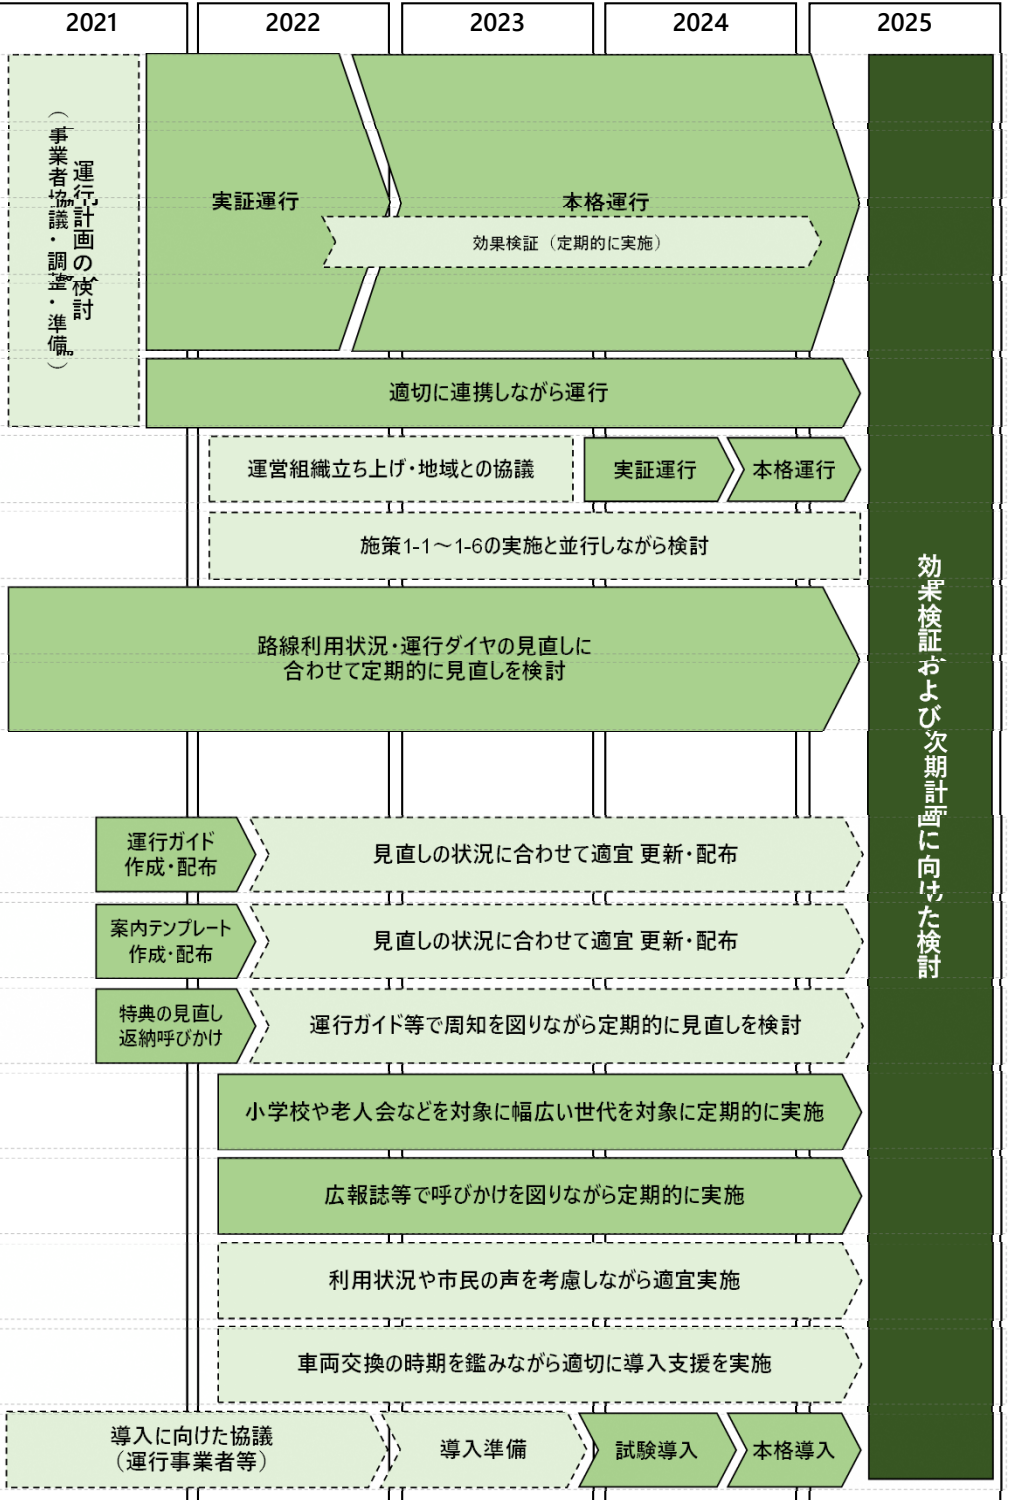 2021
2022
2023
2024
2025
運行計画の検討
（事業者協議・調整・準備）
実証運行
本格運行
効果検証（定期的に実施）
適切に連携しながら運行
運営組織立ち上げ・地域との協議
実証運行
本格運行
施策1-1～1-6の実施と並行しながら検討
路線利用状況・運行ダイヤの見直しに
合わせて定期的に見直しを検討
運行ガイド
作成・配布
見直しの状況に合わせて適宜 更新・配布
案内テンプレート
作成・配布
見直しの状況に合わせて適宜 更新・配布
特典の見直し
返納呼びかけ
運行ガイド等で周知を図りながら定期的に見直しを検討
小学校や老人会などを対象に幅広い世代を対象に定期的に実施
広報誌等で呼びかけを図りながら定期的に実施
利用状況や市民の声を考慮しながら適宜実施
車両交換の時期を鑑みながら適切に導入支援を実施
導入に向けた協議
（運行事業者等）
導入準備
試験導入
本格導入
効果検証および次期計画に向けた検討